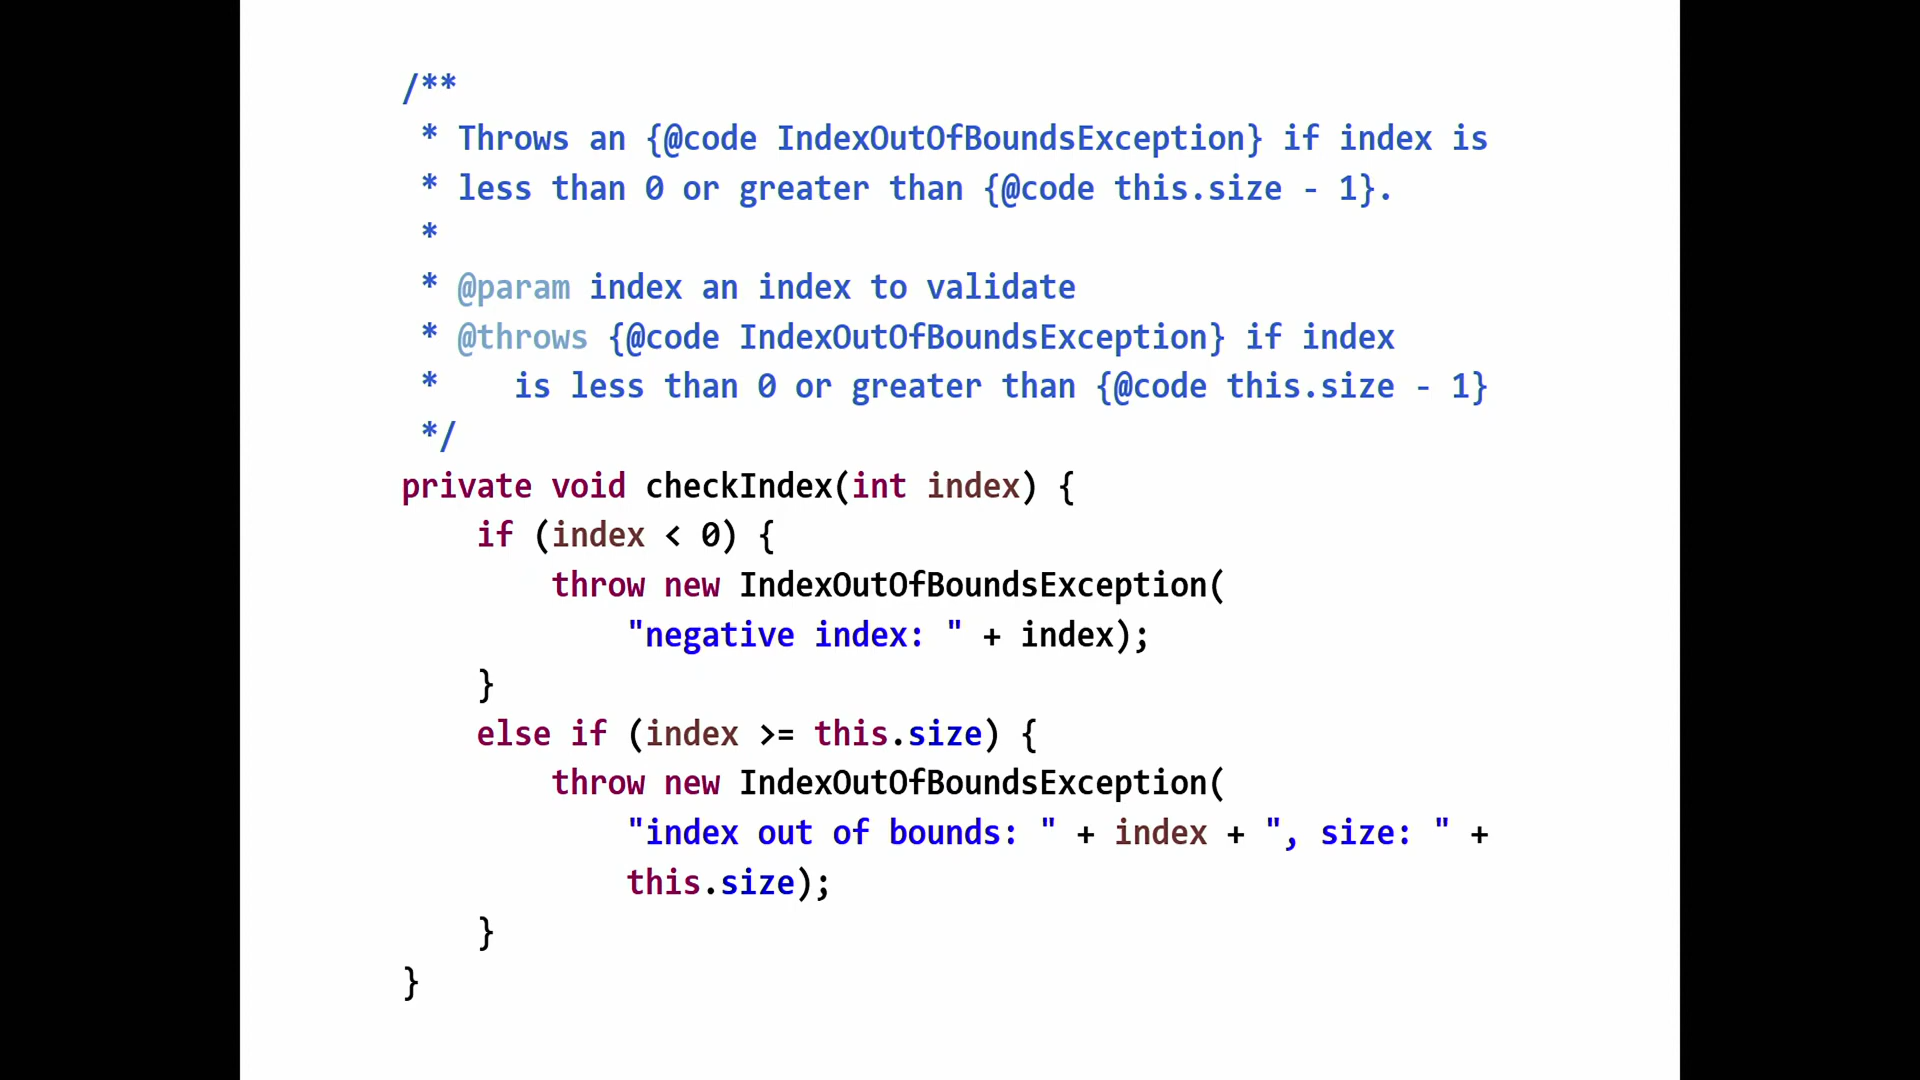 /**
 * Throws an {@code IndexOutOfBoundsException} if index is
 * less than 0 or greater than {@code this.size - 1}.
 *
 * @param index an index to validate
 * @throws {@code IndexOutOfBoundsException} if index
 *    is less than 0 or greater than {@code this.size - 1}
 */
private void checkIndex(int index) {
    if (index < 0) {
        throw new IndexOutOfBoundsException(
            "negative index: " + index);
    }
    else if (index >= this.size) {
        throw new IndexOutOfBoundsException(
            "index out of bounds: " + index + ", size: " +
            this.size);
    }
}